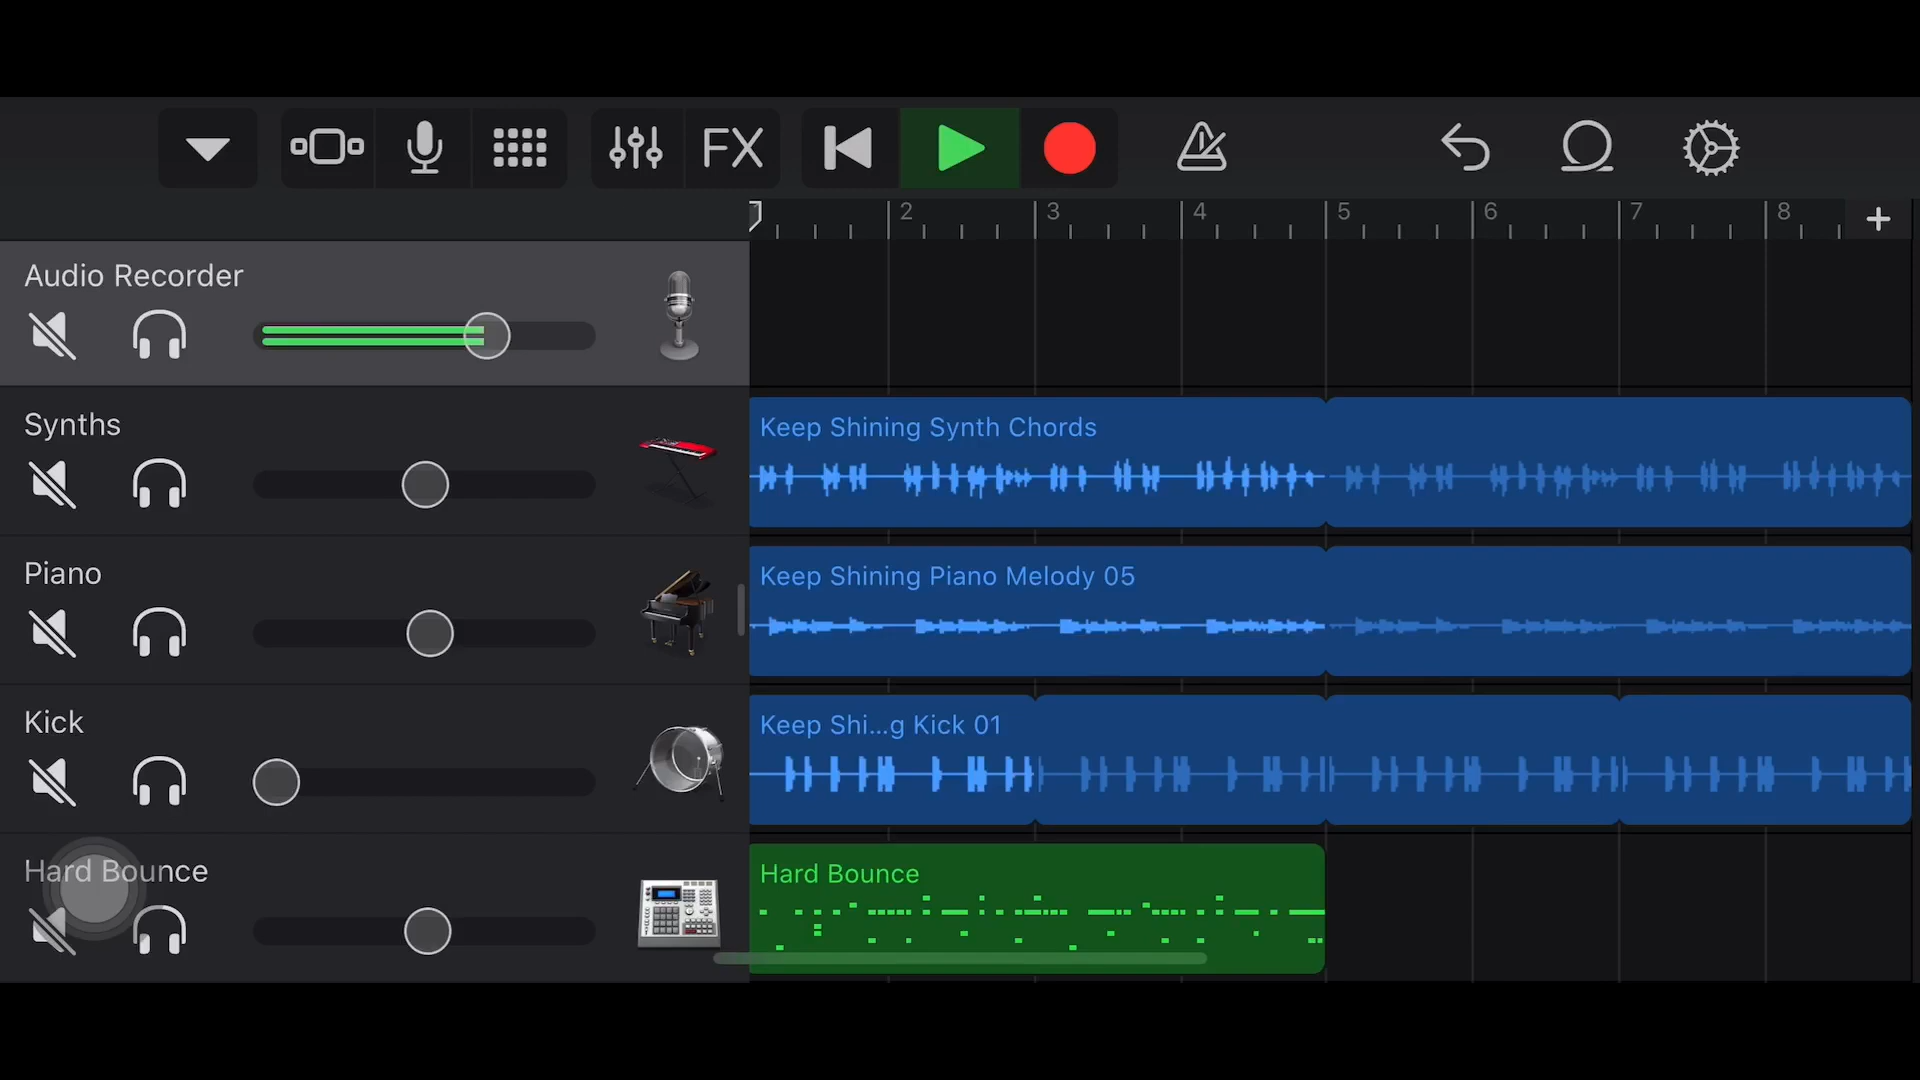 FX
2 3 4 5 6 7 8
Audio Recorder
Synths
Keep Shining Synth Chords
Piano
Keep Shining Piano Melody 05
Kick
Keep Shi...g Kick 01
Hard Bounce
Hard Bounce